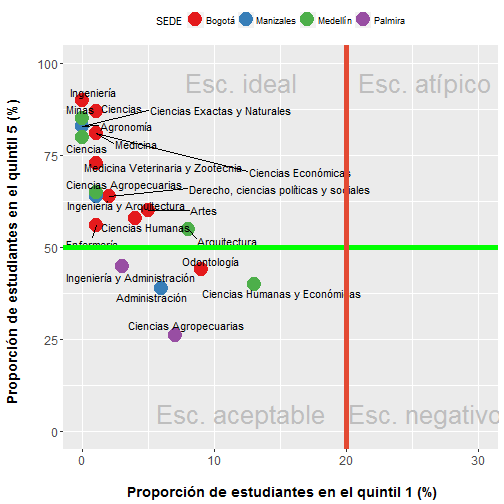 SEDE Bogotá Manizales Medellín Palmira
Proporción de estudiantes en el quintil 5 (%)
100
75
50
25
0
Esc. ideal
Esc. atípico
Ingeniería
Minas
Ciencias
Ciencias Exactas y Naturales
Agronomía
Ciencias
Medicina
Ciencias Económicas
Medicina Veterinaria y Zootecnia
Ciencias Agropecuarias
Derecho, ciencias políticas y sociales
Ingeniería y Arquitectura
Artes
Ciencias Humanas
Enfermería
Arquitectura
Odontología
Ingeniería y Administración
Ciencias Humanas y Económicas
Administración
Ciencias Agropecuarias
Esc. aceptable
Esc. negativo
0
10
20
30
Proporción de estudiantes en el quintil 1 (%)